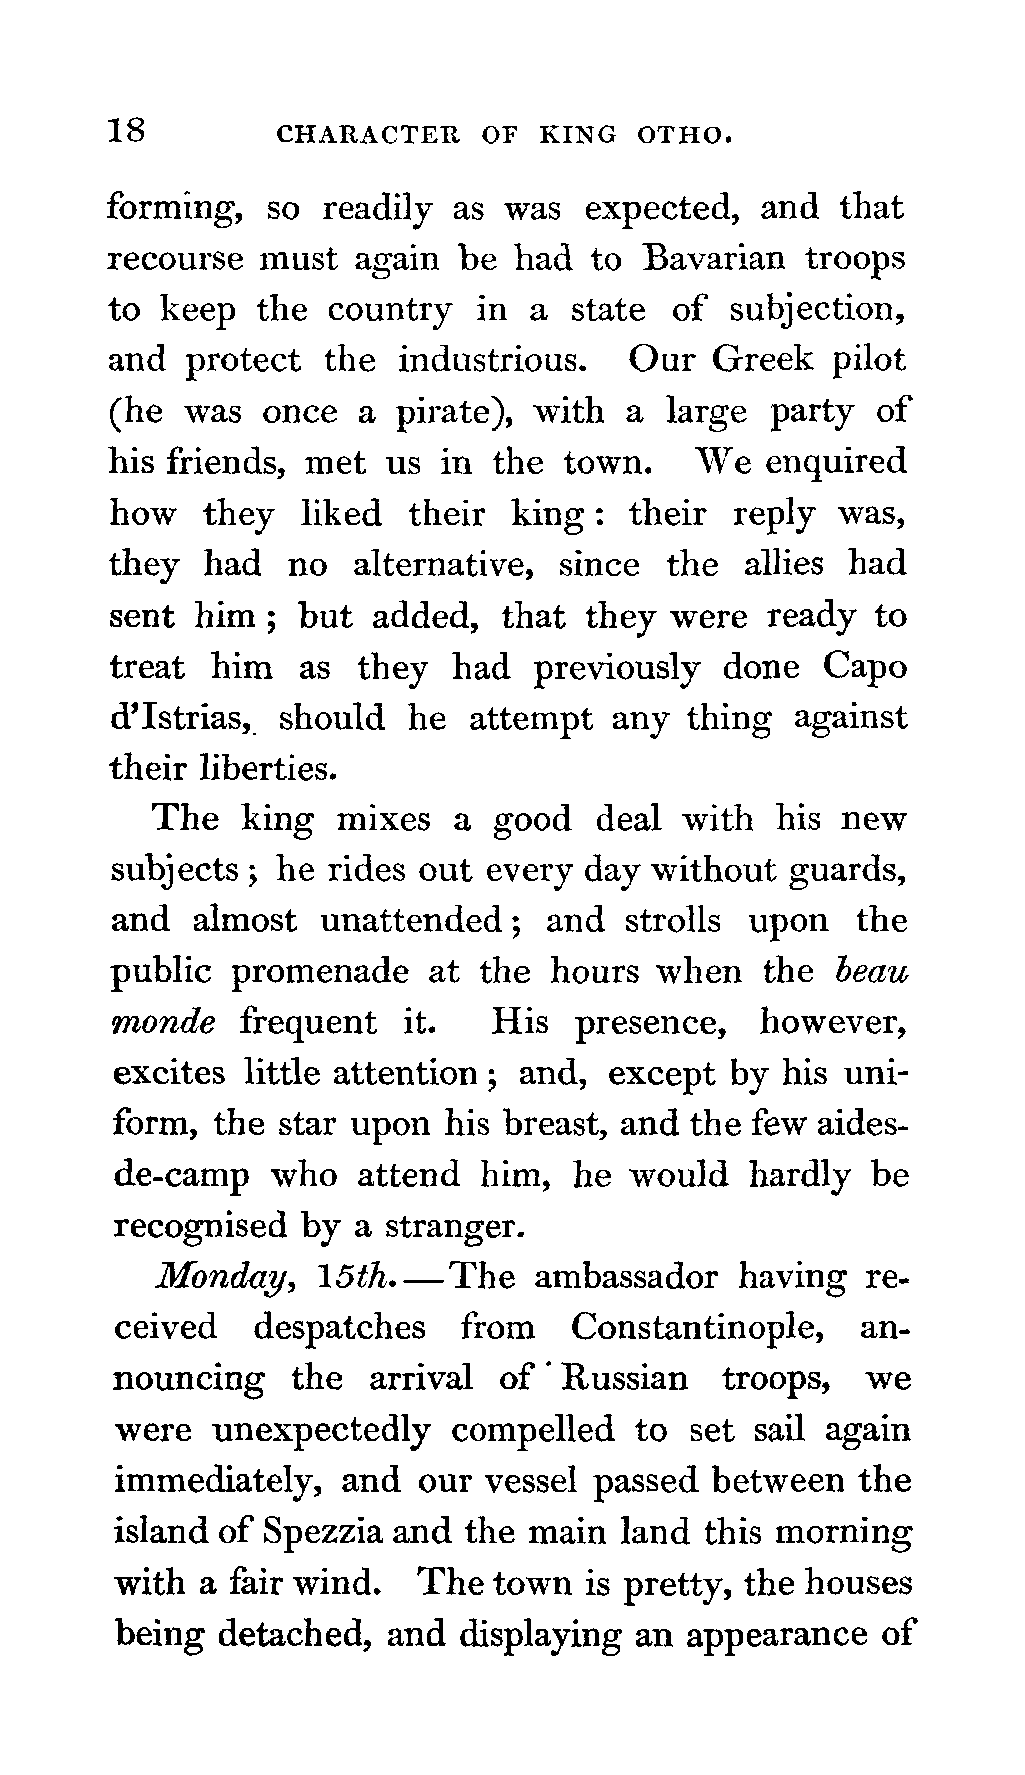 18 CHARACTER OF KING OTHO.
forming, so readily as was expected, and that
recourse must again be had to Bavarian troops
to keep the country in a state of subjection,
and protect the industrious. Our Greek pilot
(he was once a pirate), with a large party of
his friends, met us in the town. We enquired
how they liked their king : their reply was,
they had no alternative, since the allies had
sent him ; but added, that they were ready to
treat him as they had previously done Capo
d'Istrias, should he attempt any thing against
their liberties.
The king mixes a good deal with his new
subjects ; he rides out every day without guards,
and almost unattended ; and strolls upon the
public promenade at the hours when the beau
monde frequent it. His presence, however,
excites little attention ; and, except by his uni-
form, the star upon his breast, and the few aides-
de-camp who attend him, he would hardly be
recognised by a stranger.
Monday, 15th.—The ambassador having re-
ceived despatches from Constantinople, an-
nouncing the arrival of Russian troops, we
were unexpectedly compelled to set sail again
immediately, and our vessel passed between the
island of Spezzia and the main land this morning
with a fair wind. The town is pretty, the houses
being detached, and displaying an appearance of